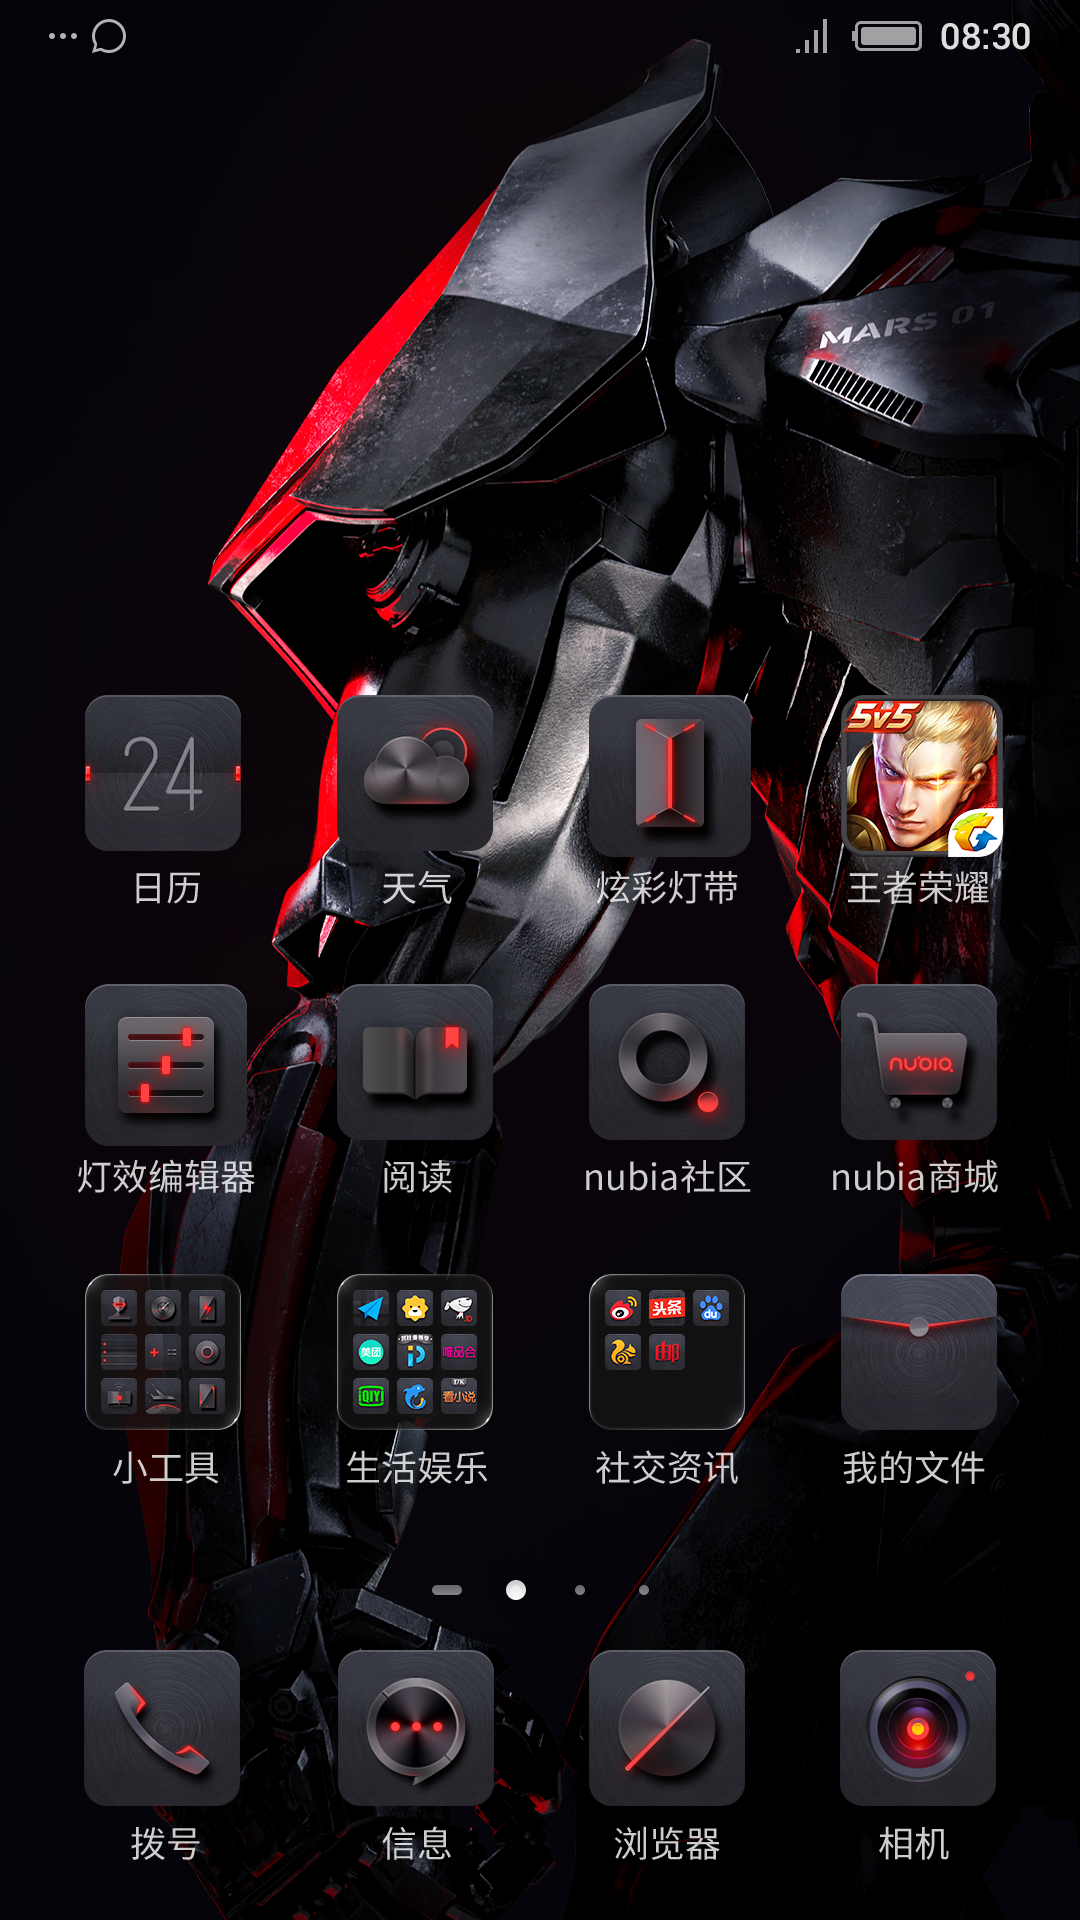 08:30
MARS 01
24
5v5
日历
天气
炫彩灯带
王者荣耀
nubia
灯效编辑器
阅读
nubia社区
nubia商城
JD
头条
du
美团
唯品会
邮
iQIY
17K
看小说
小工具
生活娱乐
社交资讯
我的文件
拨号
信息
浏览器
相机